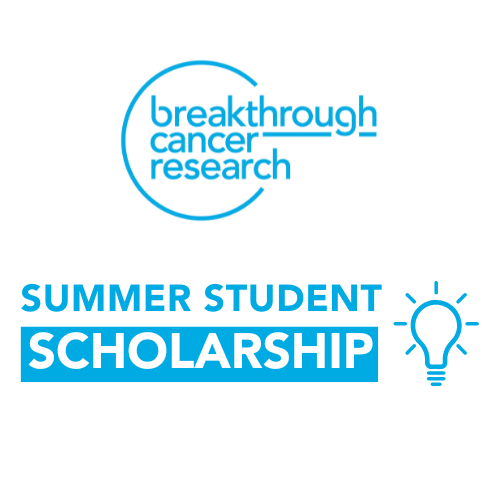 breakthrough
cancer
research
SUMMER STUDENT
SCHOLARSHIP